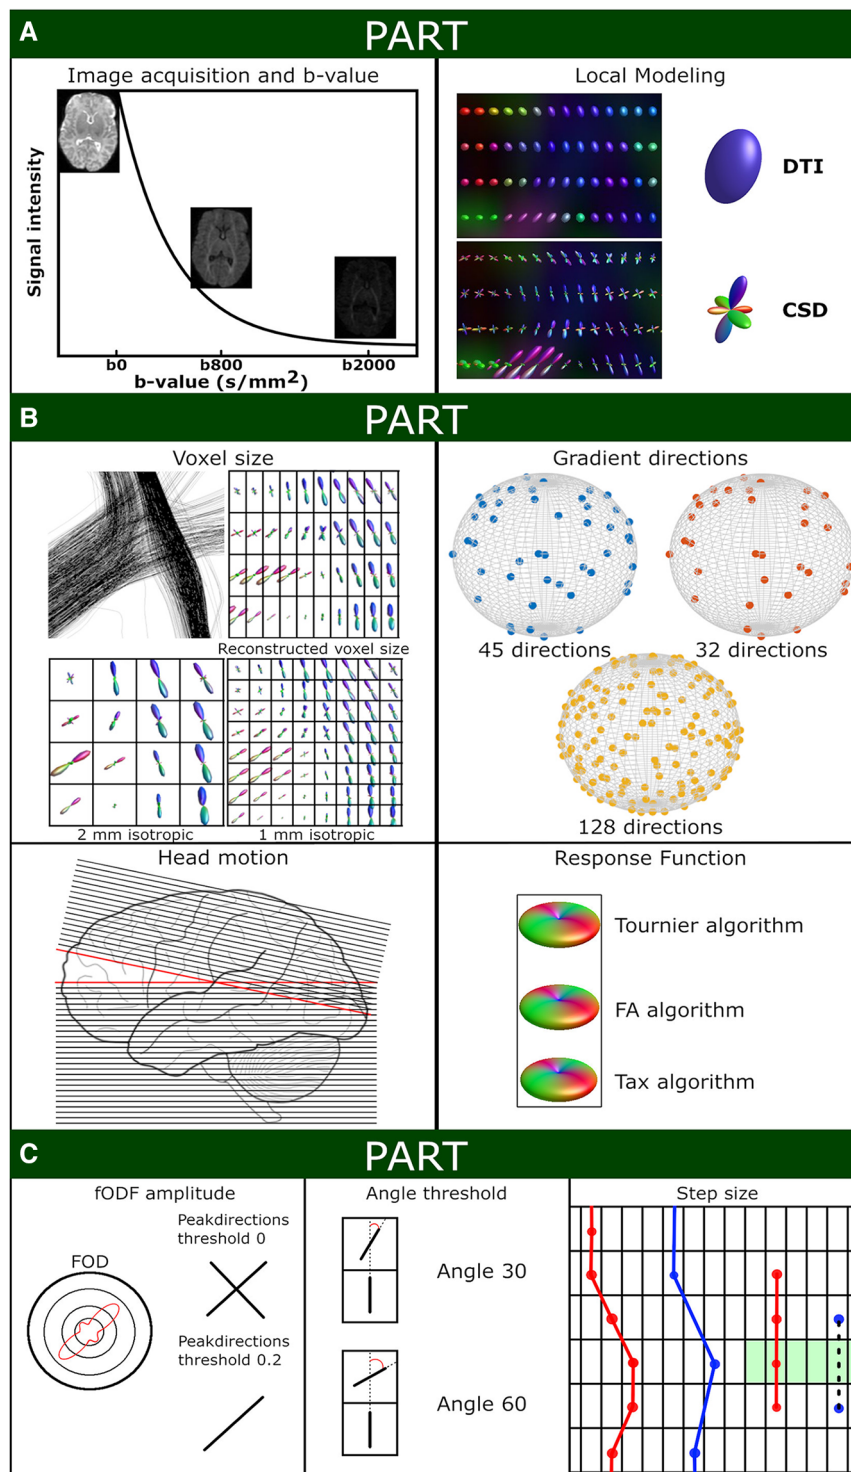 A PART
Image acquisition and b-value
Signal intensity
b0 b800 b2000
b-value (s/mm2)
Local Modeling
DTI
CSD
B PART
Voxel size
Reconstructed voxel size
2 mm isotropic
1 mm isotropic
Gradient directions
45 directions
32 directions
128 directions
Head motion
Response Function
Tournier algorithm
FA algorithm
Tax algorithm
C PART
fODF amplitude
FOD
Peakdirections
threshold 0
Peakdirections
threshold 0.2
Angle threshold
Angle 30
Angle 60
Step size